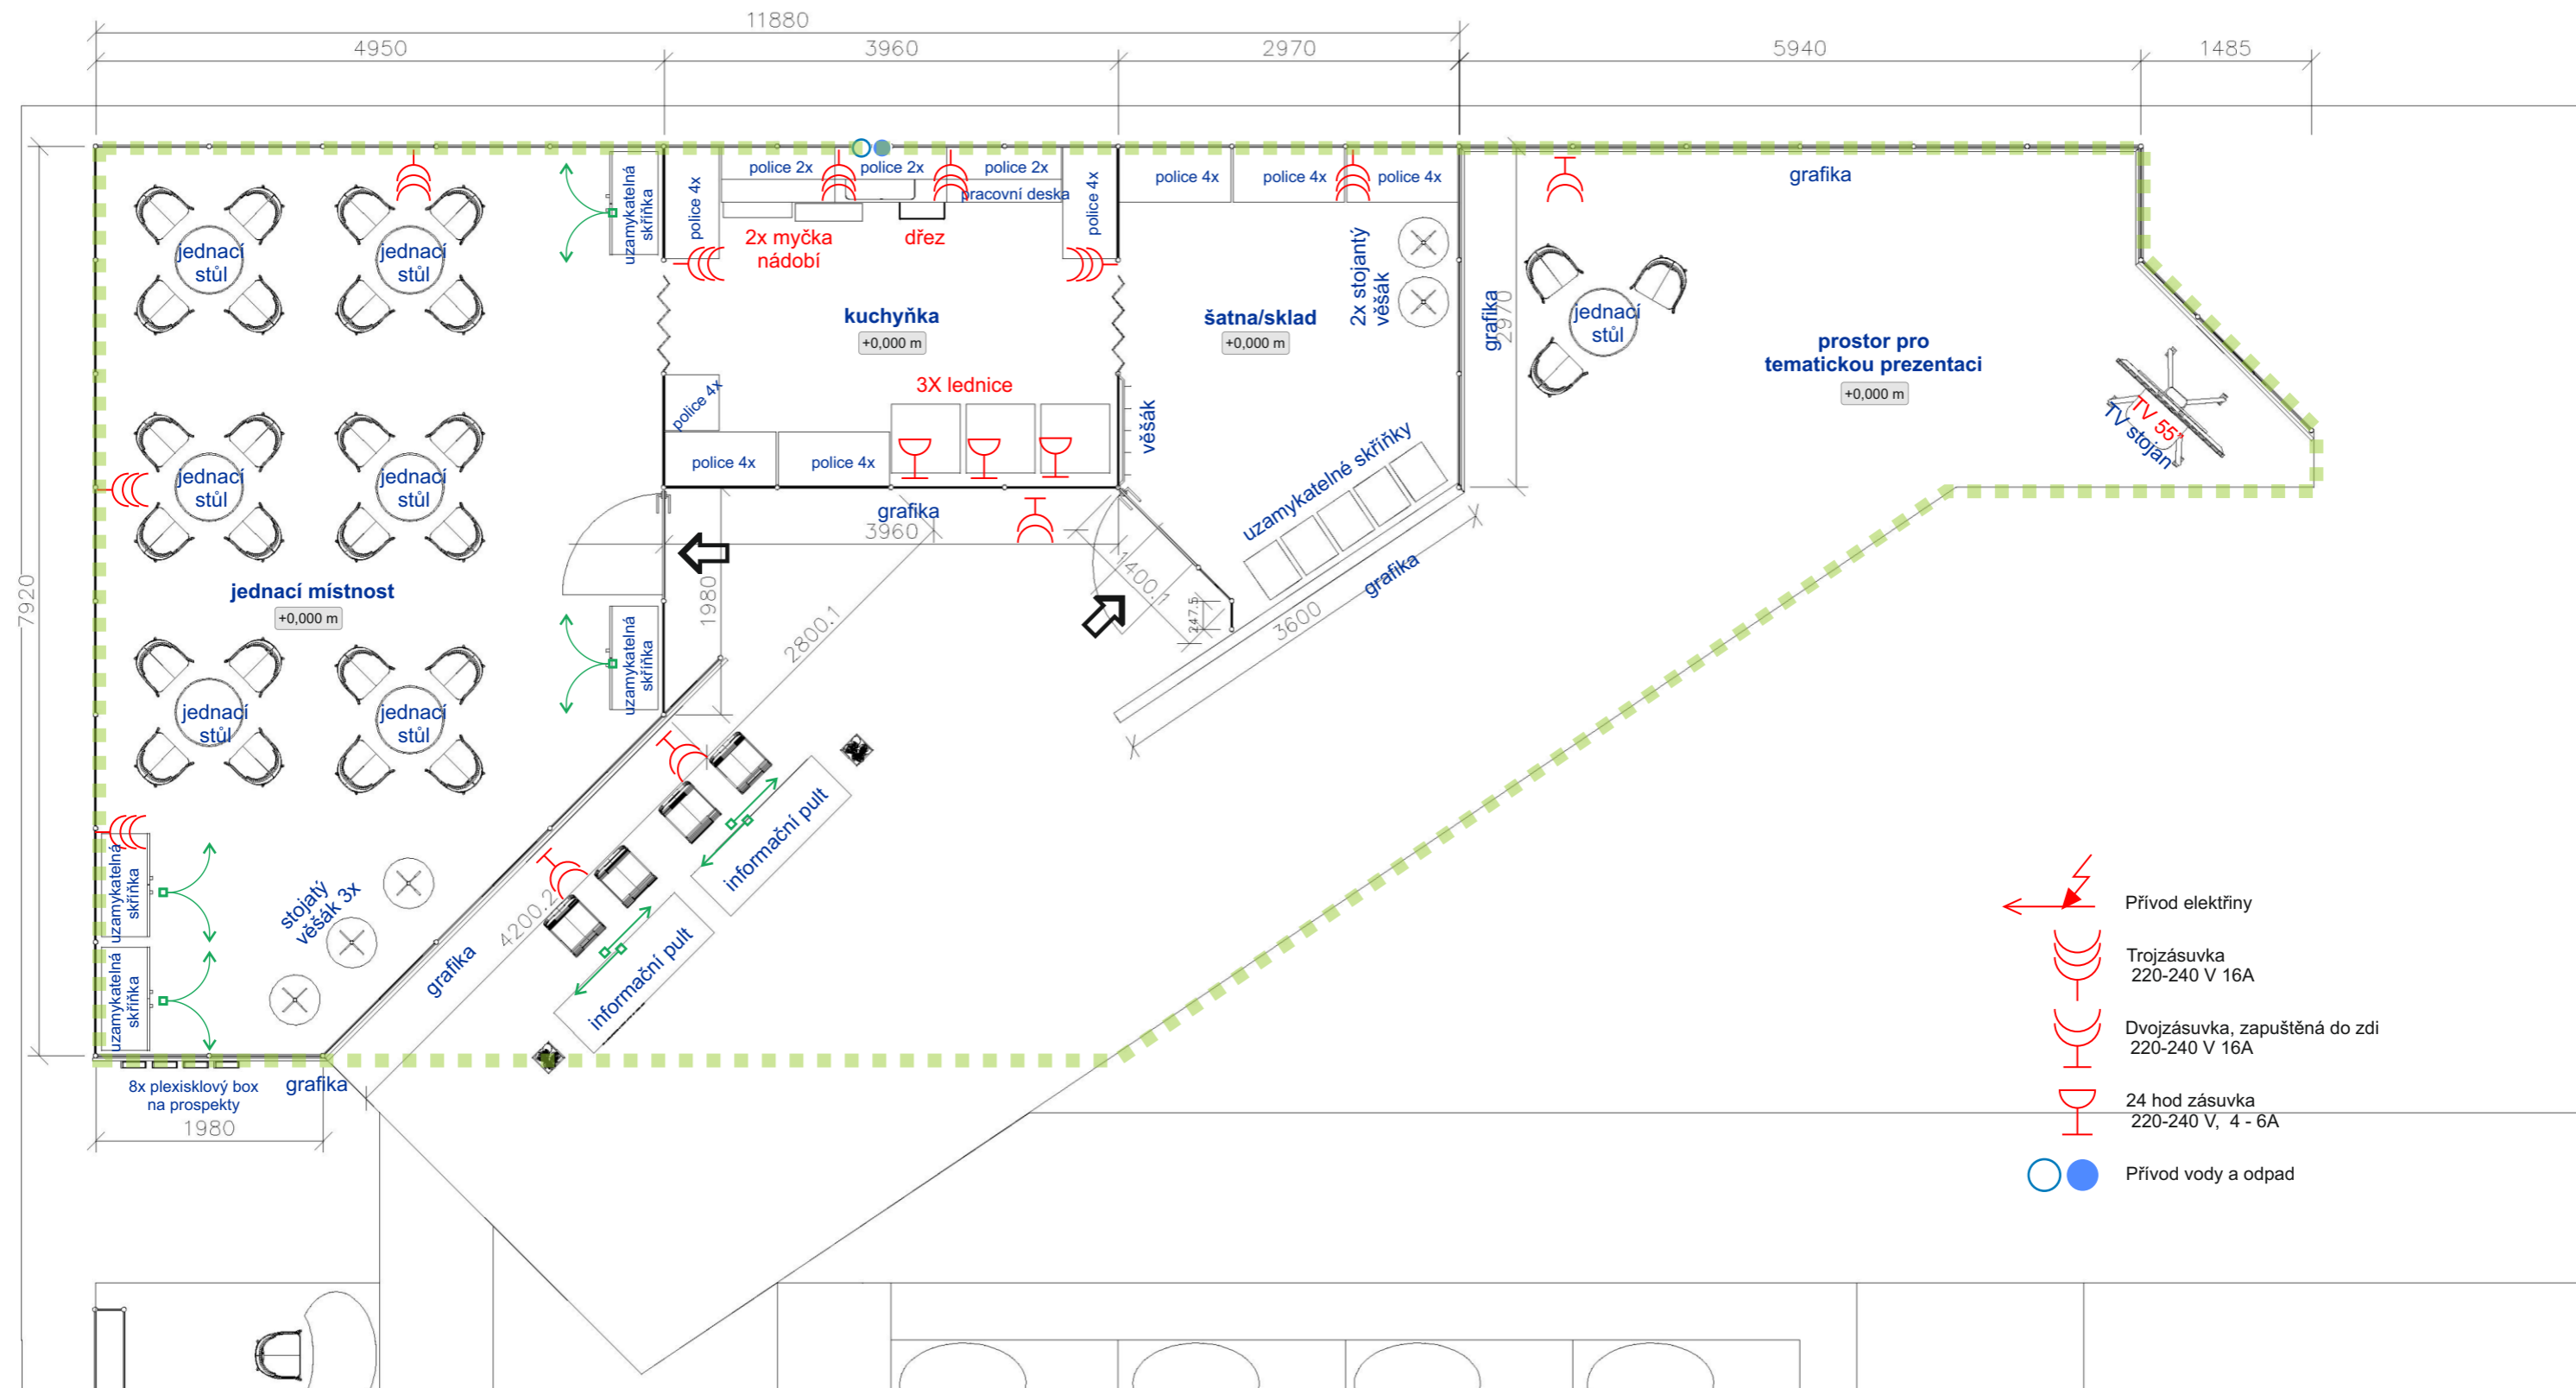 11880
4950
3960
2970
5940
1485
7920
police 2x
police 2x
police 2x
pracovní deska
police 4x
police 4x
police 4x
police 4x
police 4x
grafika
uzamykatelná
skříňka
jednací
stůl
jednací
stůl
2x myčka
nádobí
dřez
2x stojantý
věšák
grafika
2970
jednací
stůl
kuchyňka
+0,000 m
šatna/sklad
+0,000 m
prostor pro
tematickou prezentaci
+0,000 m
3X lednice
TV 55"
TV stojan
police 4x
police 4x
police 4x
věšák
uzamykatelné skříňky
jednací
stůl
jednací
stůl
grafika
3960
1400.1
247.5
3600
grafika
jednací místnost
+0,000 m
1980
2800.1
uzamykatelná
skříňka
jednací
stůl
jednací
stůl
informační pult
uzamykatelná
skříňka
stojatý
věšák 3x
4200.2
grafika
informační pult
uzamykatelná
skříňka
8x plexisklový box
na prospekty
grafika
1980
Přívod elektřiny
Trojzásuvka
220-240 V 16A
Dvojzásuvka, zapuštěná do zdi
220-240 V 16A
24 hod zásuvka
220-240 V, 4 - 6A
Přívod vody a odpad